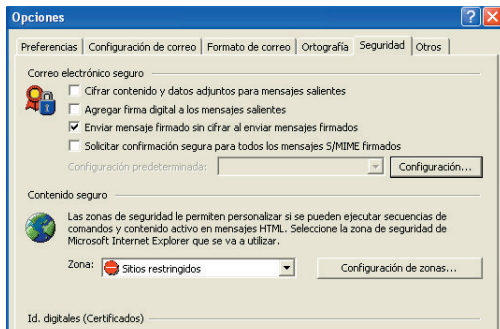 Opciones
Preferencias Configuración de correo Formato de correo Ortografía Seguridad Otros
Correo electrónico seguro
Cifrar contenido y datos adjuntos para mensajes salientes
Agregar firma digital a los mensajes salientes
Enviar mensaje firmado sin cifrar al enviar mensajes firmados
Solicitar confirmación segura para todos los mensajes S/MIME firmados
Configuración predeterminada: Configuración...
Contenido seguro
Las zonas de seguridad le permiten personalizar si se pueden ejecutar secuencias de
comandos y contenido activo en mensajes HTML. Seleccione la zona de seguridad de
Microsoft Internet Explorer que se va a utilizar.
Zona: Sitios restringidos Configuración de zonas...
Id. digitales (Certificados)